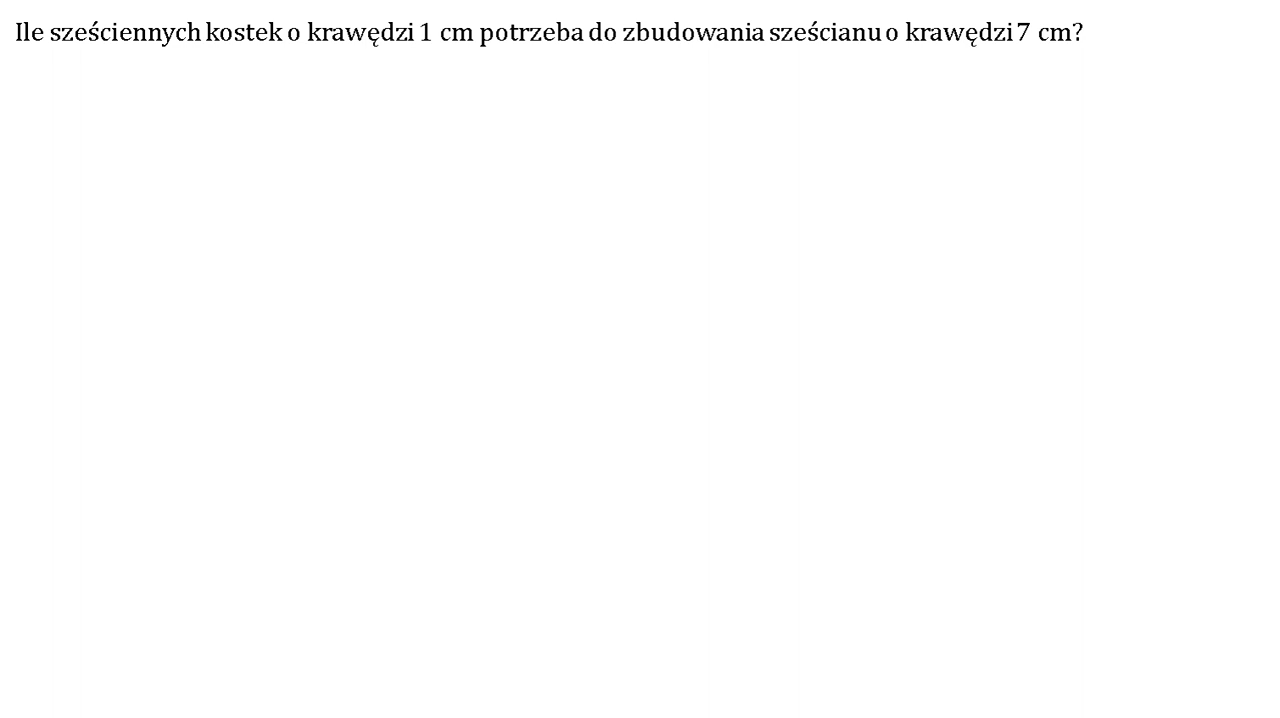 Ile sześciennych kostek o krawędzi 1 cm potrzeba do zbudowania sześcianu o krawędzi 7 cm?